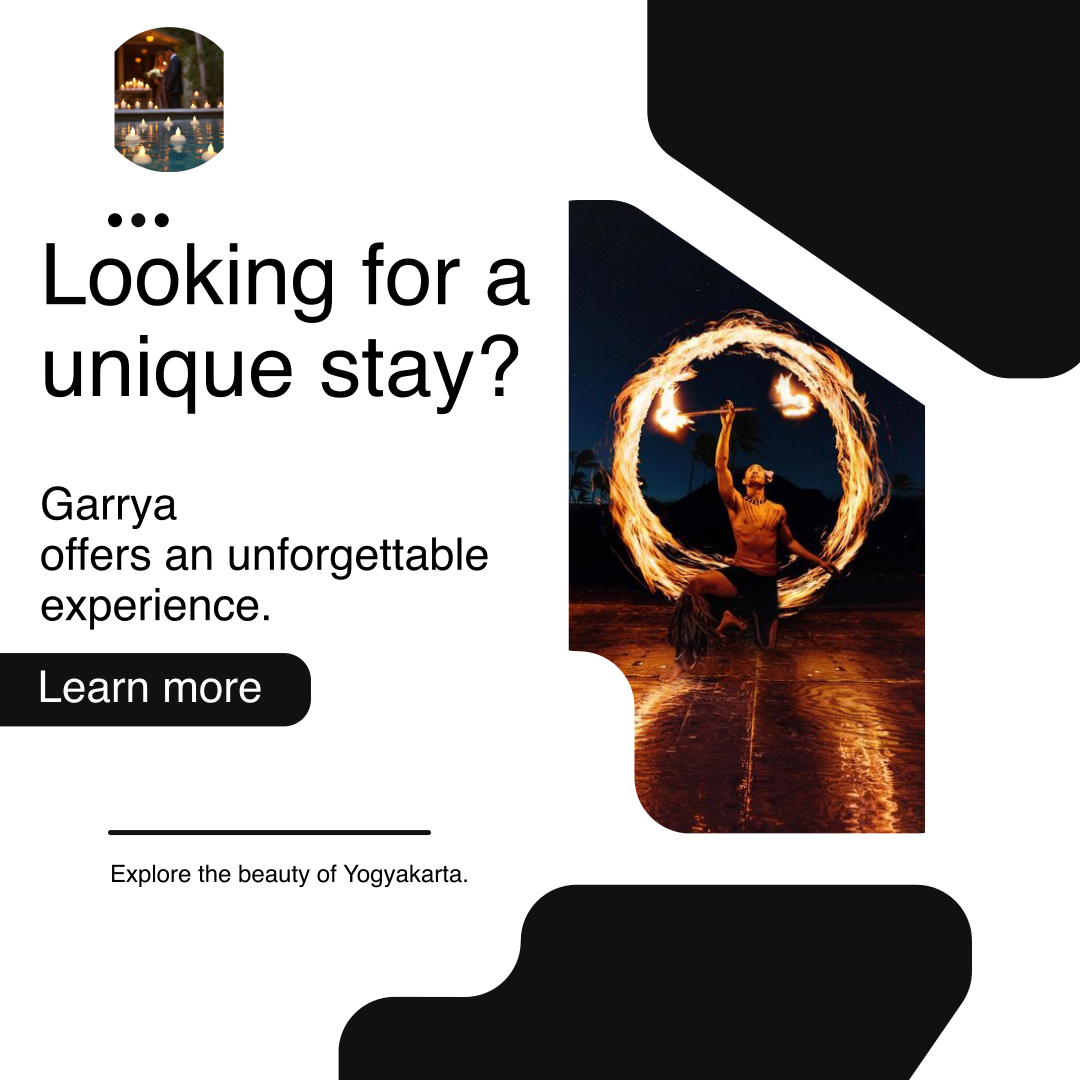 Looking for a
unique stay?
Garrya
offers an unforgettable
experience.
Learn more
Explore the beauty of Yogyakarta.